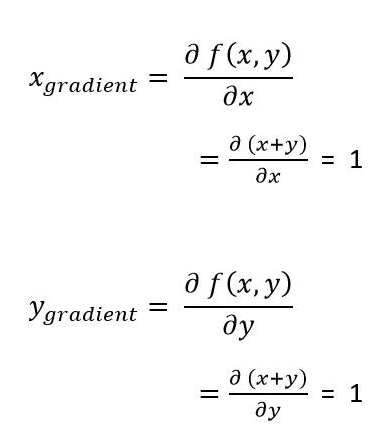 x_gradient = ∂ f(x, y) / ∂x
= ∂ (x+y) / ∂x = 1
y_gradient = ∂ f(x, y) / ∂y
= ∂ (x+y) / ∂y = 1